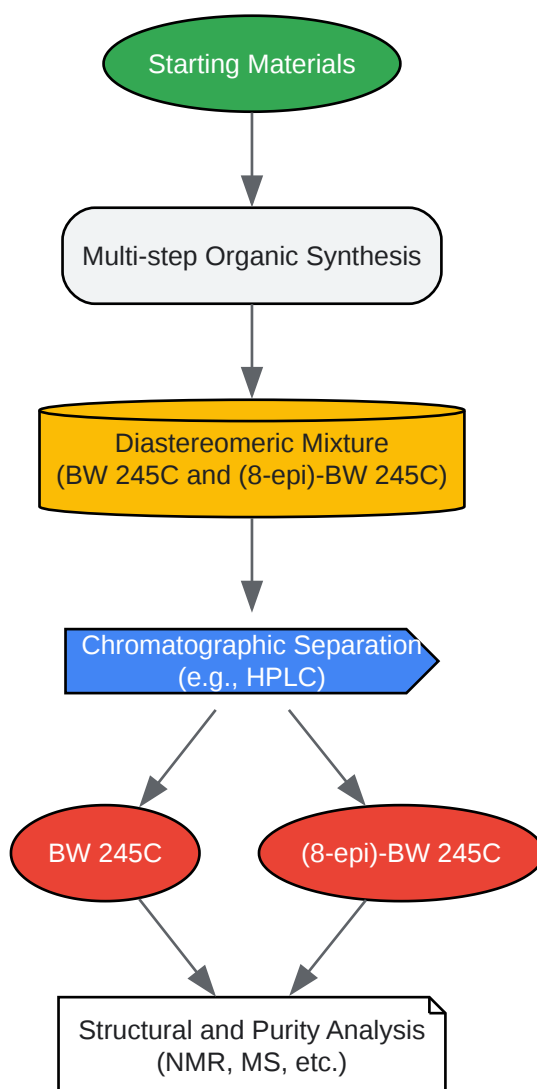 Starting Materials
Multi-step Organic Synthesis
Diastereomeric Mixture
(BW 245C and (8-epi)-BW 245C)
Chromatographic Separation
(e.g., HPLC)
BW 245C
(8-epi)-BW 245C
Structural and Purity Analysis
(NMR, MS, etc.)